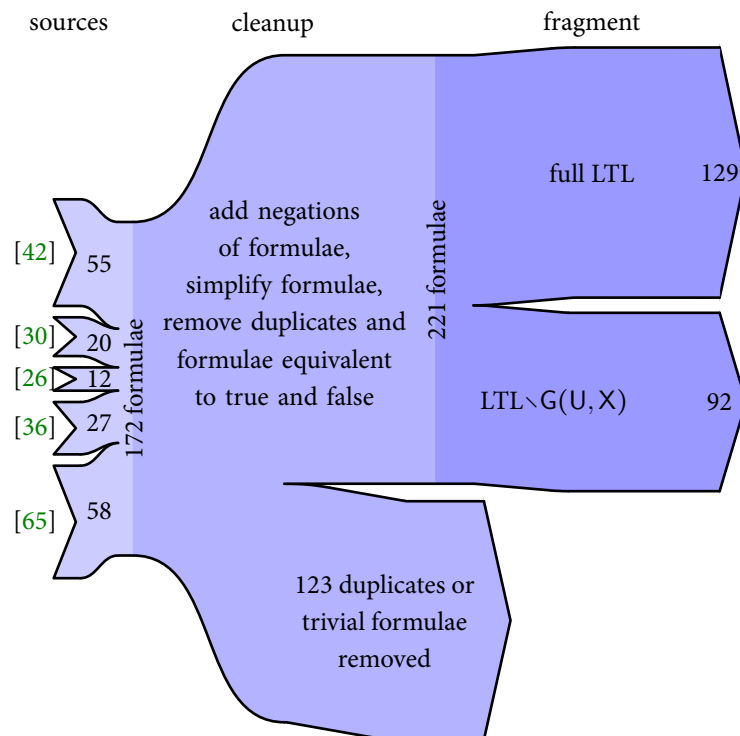 sources
cleanup
fragment
[42]
55
[30]
20
[26]
12
[36]
27
[65]
58
172 formulae
add negations
of formulae,
simplify formulae,
remove duplicates and
formulae equivalent
to true and false
221 formulae
full LTL
129
LTL∖G(U, X)
92
123 duplicates or
trivial formulae
removed